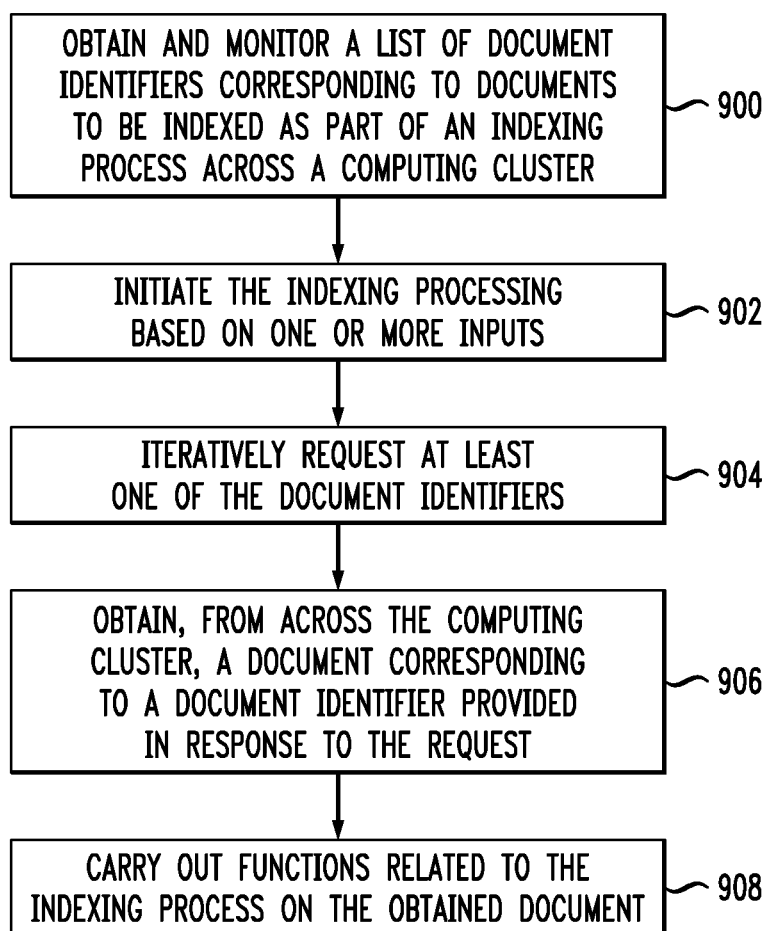 OBTAIN AND MONITOR A LIST OF DOCUMENT
IDENTIFIERS CORRESPONDING TO DOCUMENTS
TO BE INDEXED AS PART OF AN INDEXING
PROCESS ACROSS A COMPUTING CLUSTER
900
INITIATE THE INDEXING PROCESSING
BASED ON ONE OR MORE INPUTS
902
ITERATIVELY REQUEST AT LEAST
ONE OF THE DOCUMENT IDENTIFIERS
904
OBTAIN, FROM ACROSS THE COMPUTING
CLUSTER, A DOCUMENT CORRESPONDING
TO A DOCUMENT IDENTIFIER PROVIDED
IN RESPONSE TO THE REQUEST
906
CARRY OUT FUNCTIONS RELATED TO THE
INDEXING PROCESS ON THE OBTAINED DOCUMENT
908